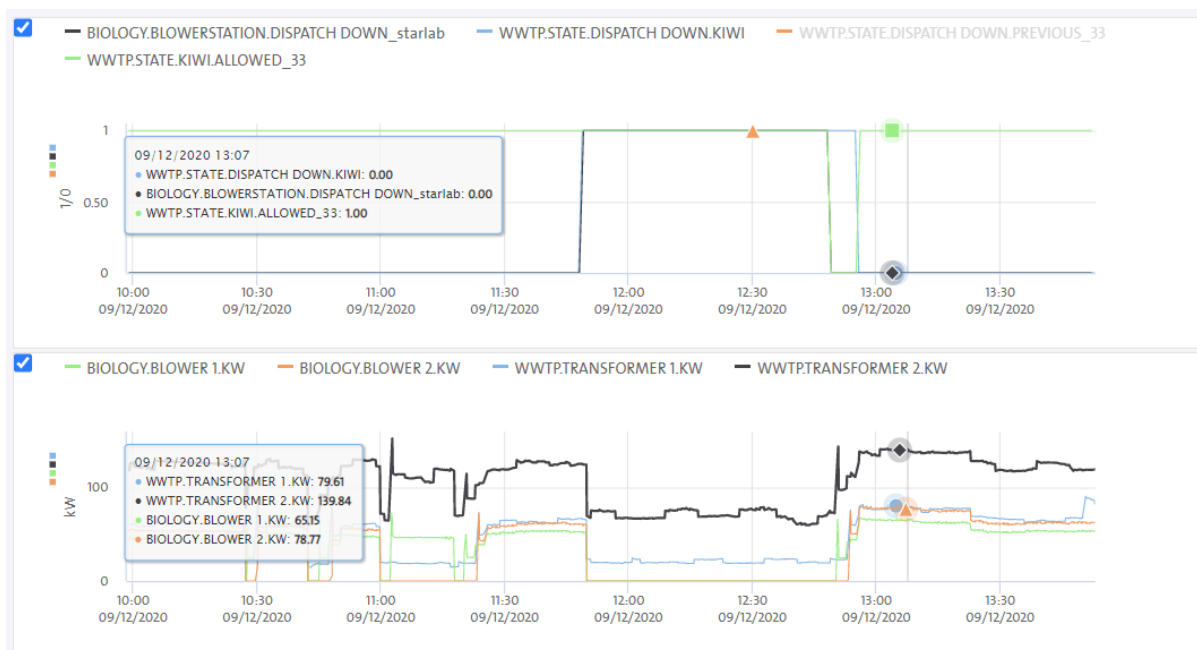 BIOLOGY.BLOWERSTATION.DISPATCH DOWN_starlab WWTP.STATE.DISPATCH DOWN.KIWI WWTP.STATE.DISPATCH DOWN.PREVIOUS_33
WWTP.STATE.KIWI.ALLOWED_33
1
09/12/2020 13:07
WWTP.STATE.DISPATCH DOWN.KIWI: 0.00
BIOLOGY.BLOWERSTATION.DISPATCH DOWN_starlab: 0.00
WWTP.STATE.KIWI.ALLOWED_33: 1.00
1/0
0.50
0
10:00 10:30 11:00 11:30 12:00 12:30 13:00 13:30
09/12/2020 09/12/2020 09/12/2020 09/12/2020 09/12/2020 09/12/2020 09/12/2020 09/12/2020
BIOLOGY.BLOWER 1.KW BIOLOGY.BLOWER 2.KW WWTP.TRANSFORMER 1.KW WWTP.TRANSFORMER 2.KW
09/12/2020 13:07
WWTP.TRANSFORMER 1.KW: 79.61
WWTP.TRANSFORMER 2.KW: 139.84
BIOLOGY.BLOWER 1.KW: 65.15
BIOLOGY.BLOWER 2.KW: 78.77
100
kW
0
10:00 10:30 11:00 11:30 12:00 12:30 13:00 13:30
09/12/2020 09/12/2020 09/12/2020 09/12/2020 09/12/2020 09/12/2020 09/12/2020 09/12/2020